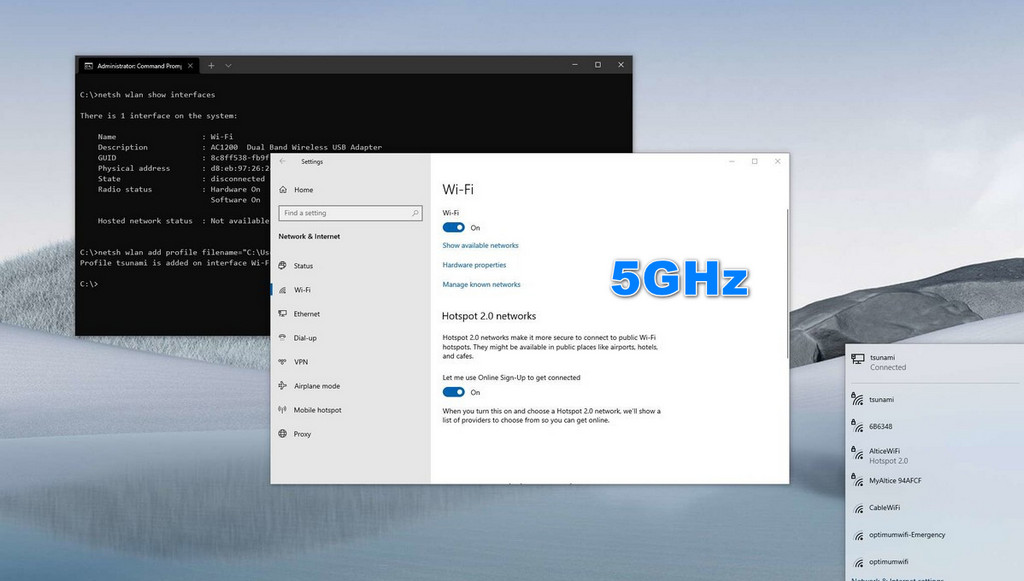 Administrator: Command Promp
C:\>netsh wlan show interfaces
There is 1 interface on the system:
Name : Wi-Fi
Description : AC1200 Dual Band Wireless USB Adapter
GUID : 8c8ff538-fb9f
Physical address : d8:eb:97:26:2
State : disconnected
Radio status : Hardware On
Software On
Hosted network status : Not available
C:\>netsh wlan add profile filename="C:\Us
Profile tsunami is added on interface Wi-F
C:\>
Settings
Home
Find a setting
Network & Internet
Status
Wi-Fi
Ethernet
Dial-up
VPN
Airplane mode
Mobile hotspot
Proxy
Wi-Fi
Wi-Fi
On
Show available networks
Hardware properties
Manage known networks
Hotspot 2.0 networks
Hotspot 2.0 networks make it more secure to connect to public Wi-Fi
hotspots. They might be available in public places like airports, hotels,
and cafes.
Let me use Online Sign-Up to get connected
On
When you turn this on and choose a Hotspot 2.0 network, we'll show a
list of providers to choose from so you can get online.
5GHz
tsunami
Connected
tsunami
6B6348
AlticeWiFi
Hotspot 2.0
MyAltice 94AFCF
CableWiFi
optimumwifi-Emergency
optimumwifi
Network & Internet settings